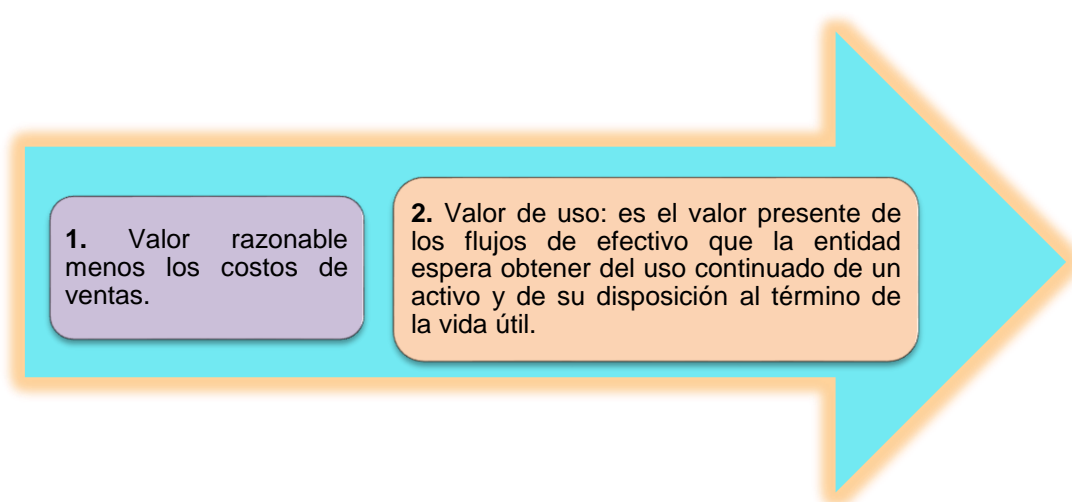 1. Valor razonable
menos los costos de
ventas.
2. Valor de uso: es el valor presente de
los flujos de efectivo que la entidad
espera obtener del uso continuado de un
activo y de su disposición al término de
la vida útil.